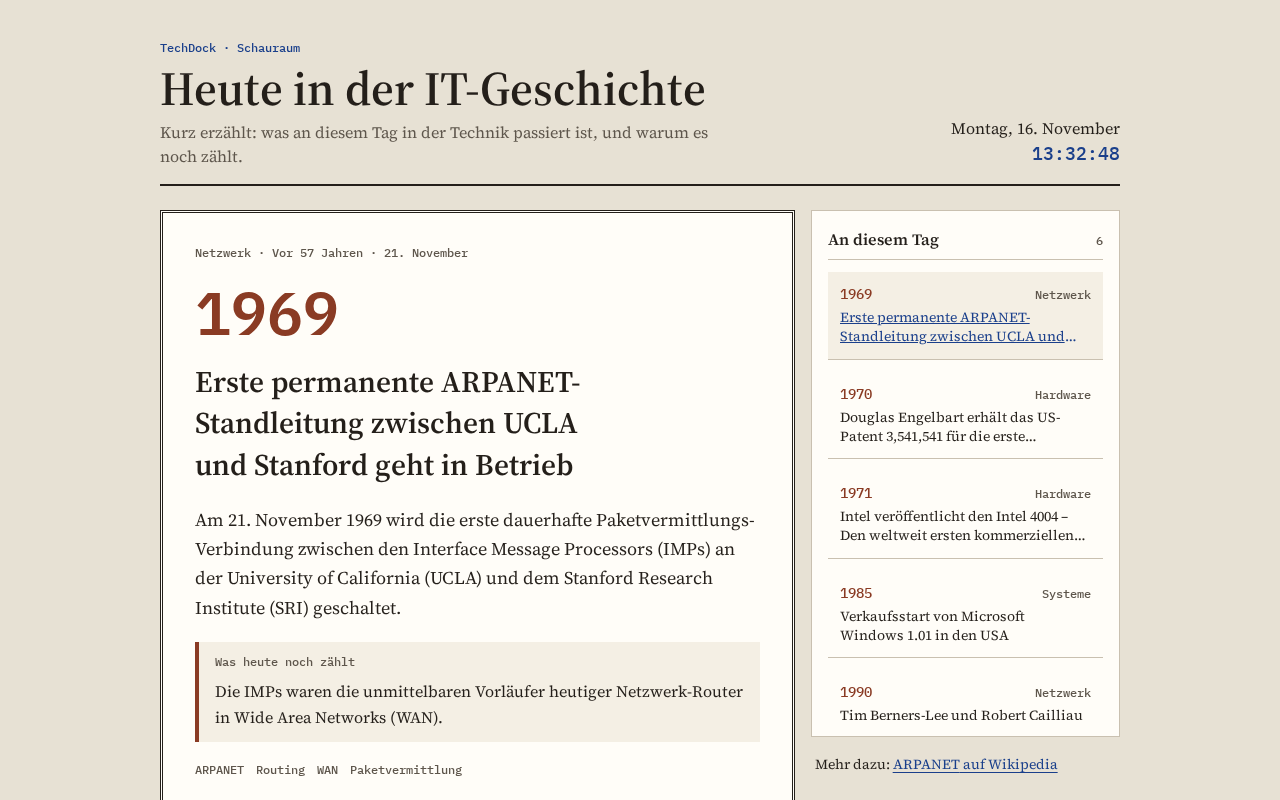 TechDock · Schauraum
Heute in der IT-Geschichte
Kurz erzählt: was an diesem Tag in der Technik passiert ist, und warum es
noch zählt.
Montag, 16. November
13:32:48
Netzwerk · Vor 57 Jahren · 21. November
1969
Erste permanente ARPANET-
Standleitung zwischen UCLA
und Stanford geht in Betrieb
Am 21. November 1969 wird die erste dauerhafte Paketvermittlungs-
Verbindung zwischen den Interface Message Processors (IMPs) an
der University of California (UCLA) und dem Stanford Research
Institute (SRI) geschaltet.
Was heute noch zählt
Die IMPs waren die unmittelbaren Vorläufer heutiger Netzwerk-Router
in Wide Area Networks (WAN).
ARPANET Routing WAN Paketvermittlung
An diesem Tag 6
1969 Netzwerk
Erste permanente ARPANET-
Standleitung zwischen UCLA und…
1970 Hardware
Douglas Engelbart erhält das US-
Patent 3,541,541 für die erste…
1971 Hardware
Intel veröffentlicht den Intel 4004 –
Den weltweit ersten kommerziellen…
1985 Systeme
Verkaufsstart von Microsoft
Windows 1.01 in den USA
1990 Netzwerk
Tim Berners-Lee und Robert Cailliau
Mehr dazu: ARPANET auf Wikipedia